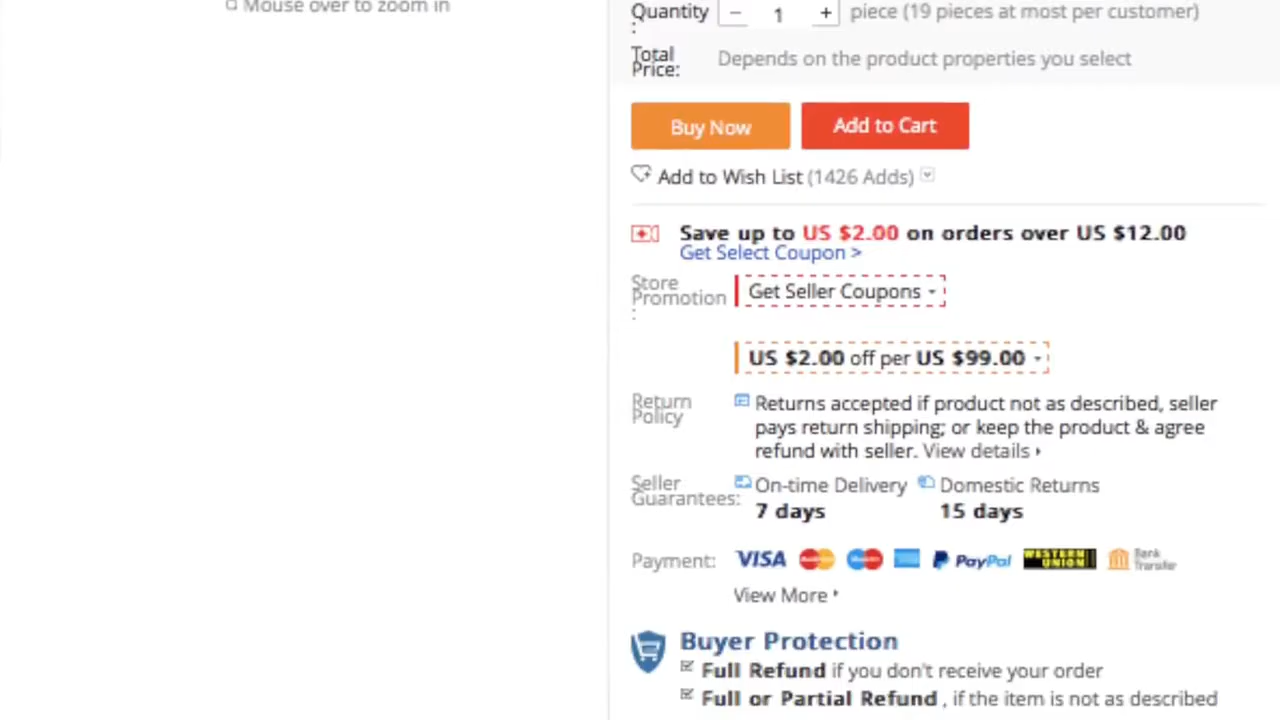 Mouse over to zoom in
Quantity − 1 + piece (19 pieces at most per customer)
:
Total
Price: Depends on the product properties you select
Buy Now Add to Cart
Add to Wish List (1426 Adds)
Save up to US $2.00 on orders over US $12.00
Get Select Coupon >
Store
Promotion Get Seller Coupons
:
US $2.00 off per US $99.00
Return
Policy
Returns accepted if product not as described, seller
pays return shipping; or keep the product & agree
refund with seller. View details
Seller
Guarantees:
On-time Delivery Domestic Returns
7 days 15 days
Payment: VISA PayPal WESTERN UNION Bank Transfer
View More
Buyer Protection
Full Refund if you don't receive your order
Full or Partial Refund , if the item is not as described